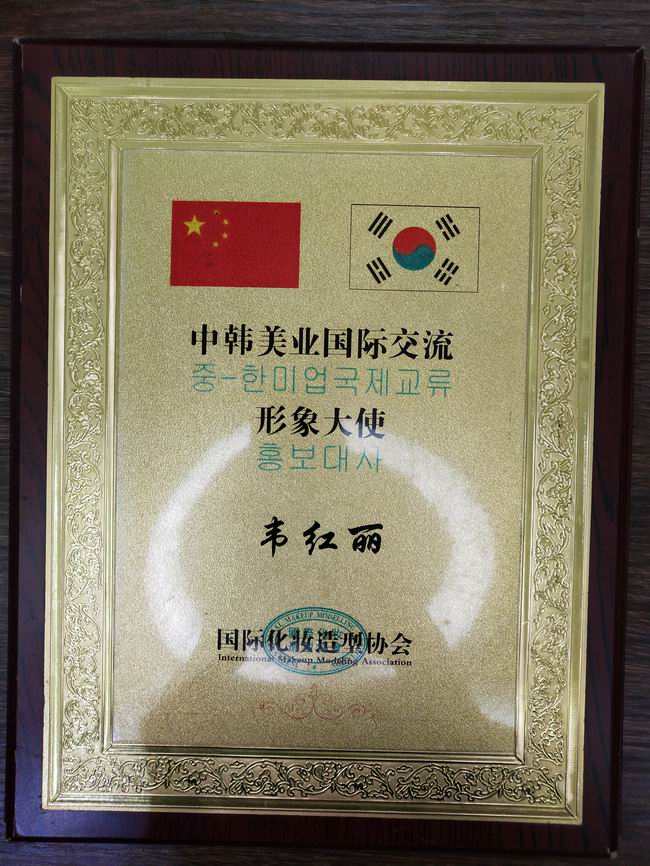 中韩美业国际交流
중-한미업국제교류
形象大使
홍보대사
韦红丽
国际化妆造型协会
International Makeup Modeling Association
MAKEUP MODELING